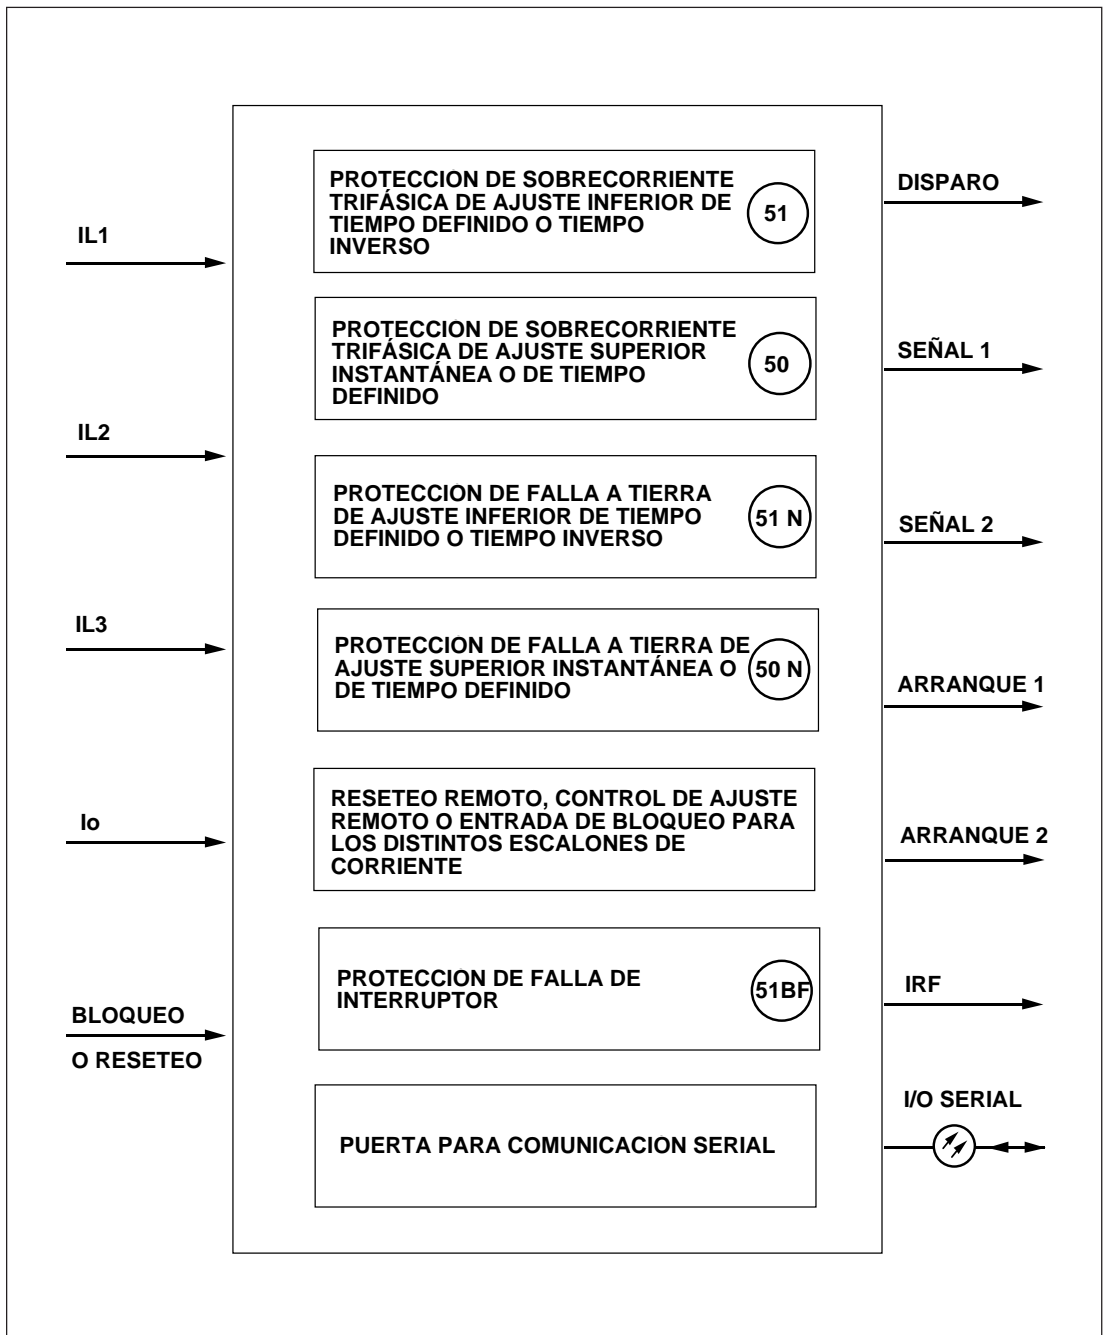 PROTECCION DE SOBRECORRIENTE
TRIFÁSICA DE AJUSTE INFERIOR DE
TIEMPO DEFINIDO O TIEMPO
INVERSO
51
DISPARO
IL1
PROTECCION DE SOBRECORRIENTE
TRIFÁSICA DE AJUSTE SUPERIOR
INSTANTÁNEA O DE TIEMPO
DEFINIDO
50
SEÑAL 1
IL2
PROTECCION DE FALLA A TIERRA
DE AJUSTE INFERIOR DE TIEMPO
DEFINIDO O TIEMPO INVERSO
51 N
SEÑAL 2
IL3
PROTECCION DE FALLA A TIERRA DE
AJUSTE SUPERIOR INSTANTÁNEA O
DE TIEMPO DEFINIDO
50 N
ARRANQUE 1
Io
RESETEO REMOTO, CONTROL DE AJUSTE
REMOTO O ENTRADA DE BLOQUEO PARA
LOS DISTINTOS ESCALONES DE
CORRIENTE
ARRANQUE 2
BLOQUEO
O RESETEO
PROTECCION DE FALLA DE
INTERRUPTOR
51BF
IRF
PUERTA PARA COMUNICACION SERIAL
I/O SERIAL